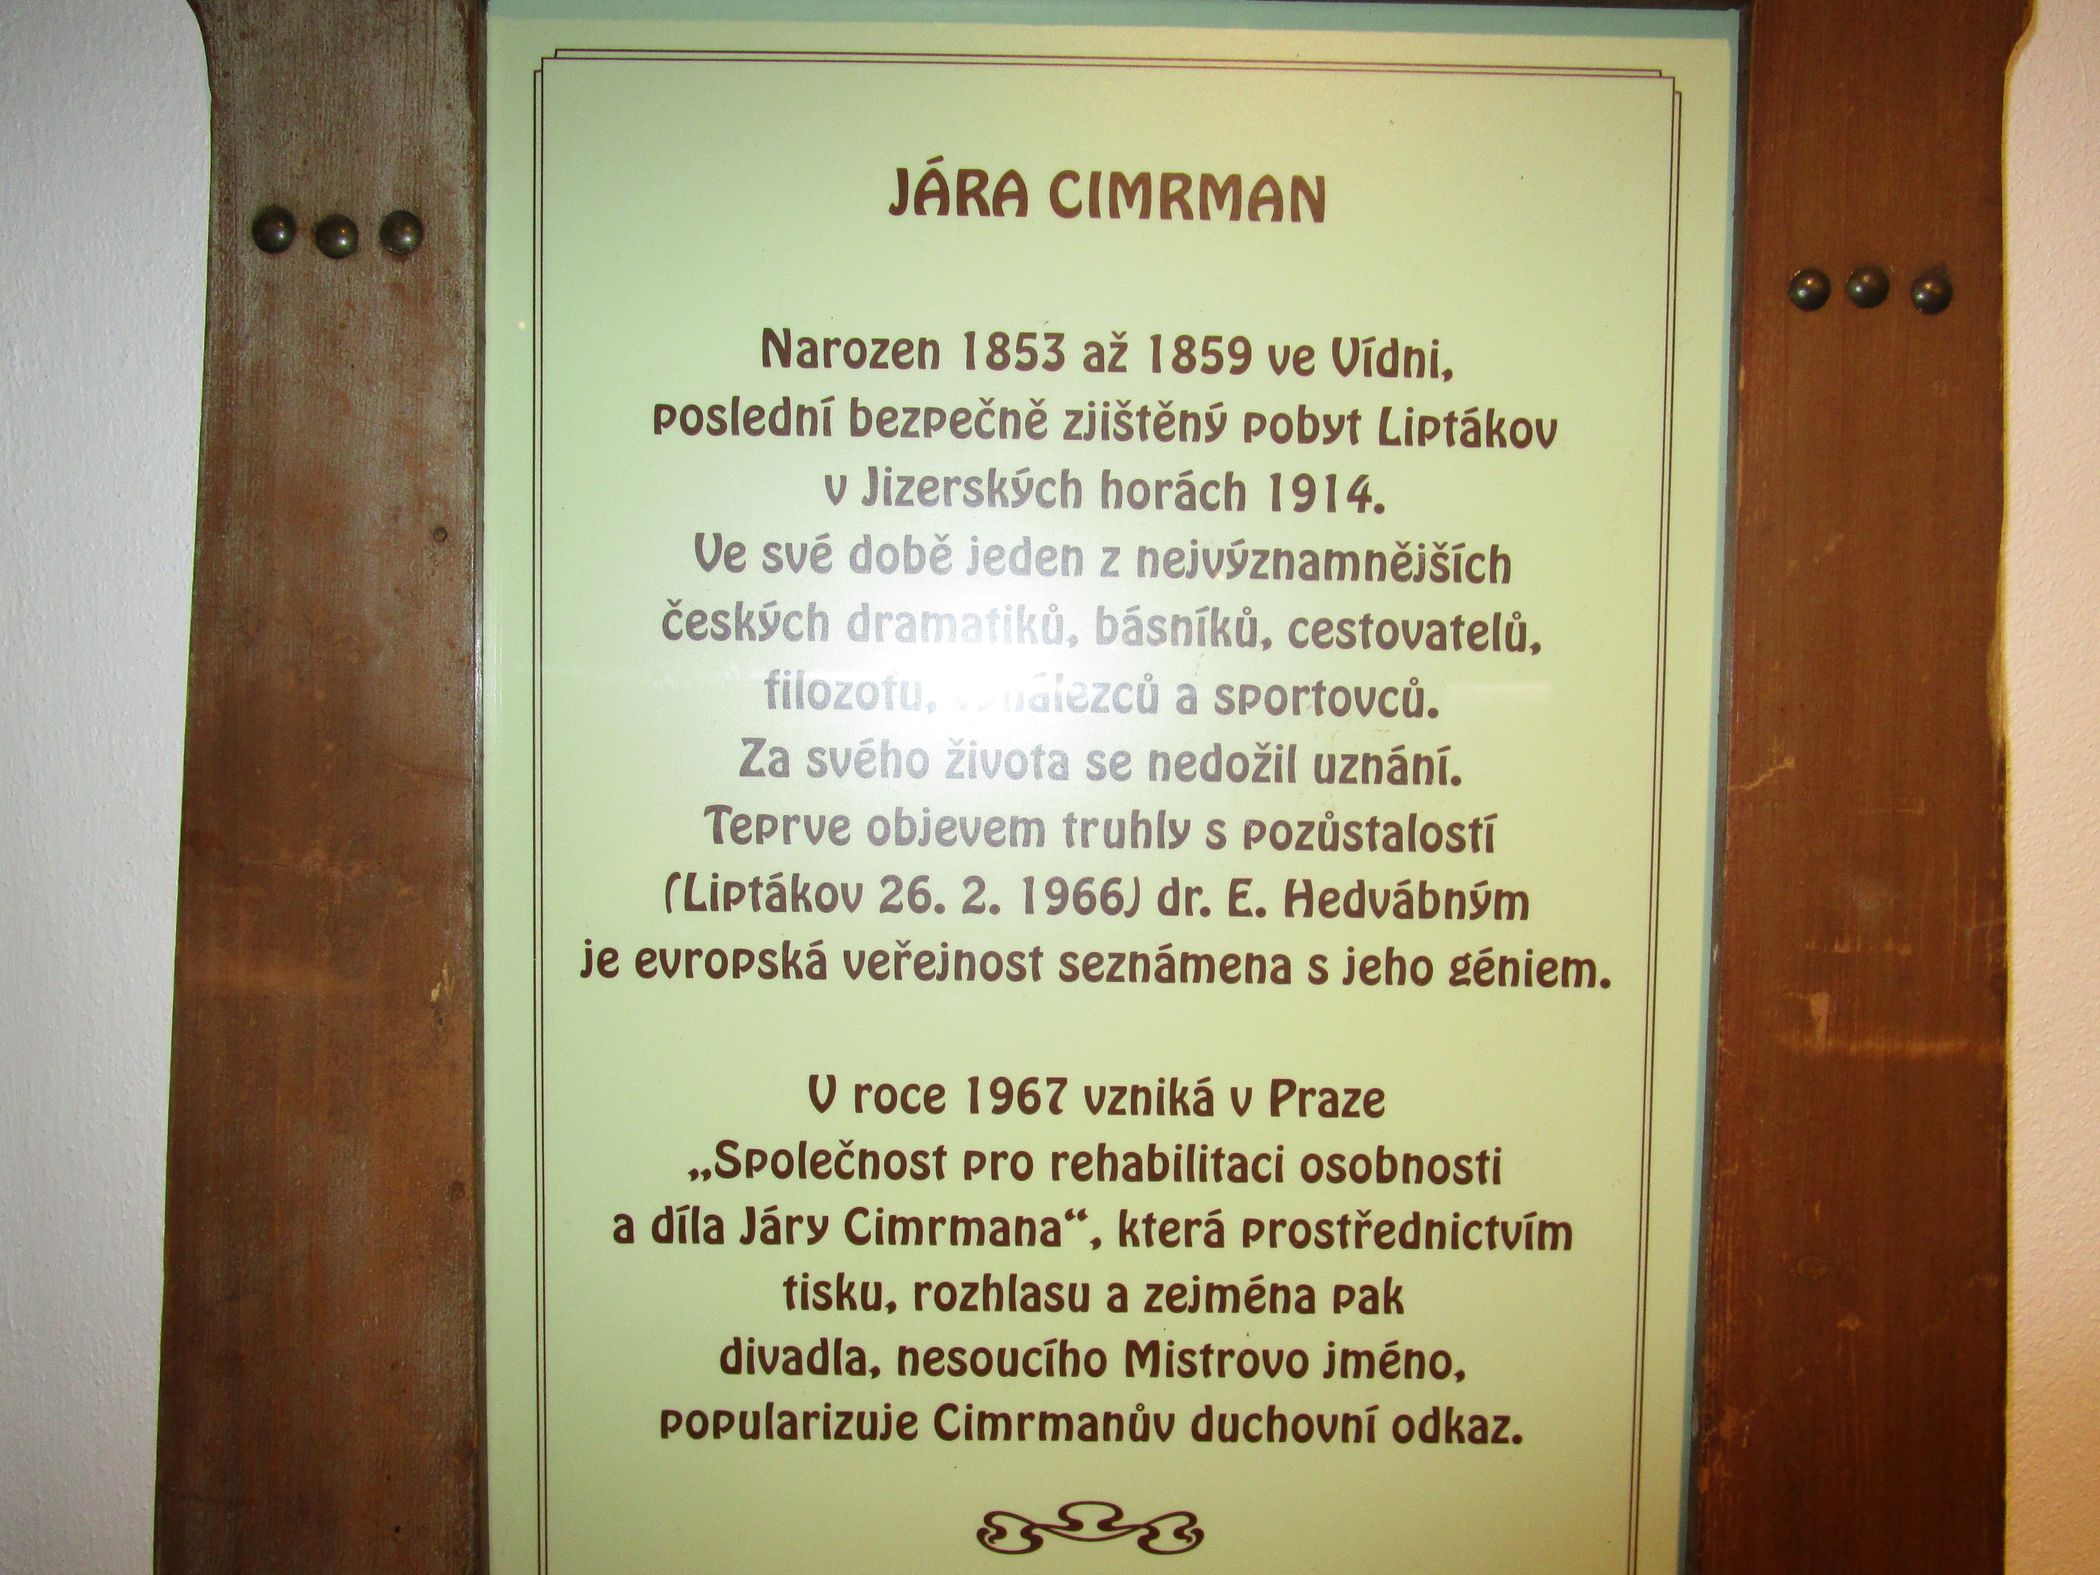 JÁRA CIMRMAN
Narozen 1853 až 1859 ve Vídni,
poslední bezpečně zjištěný pobyt Liptákov
v Jizerských horách 1914.
Ve své době jeden z nejvýznamnějších
českých dramatiků, básníků, cestovatelů,
filozofů, vynálezců a sportovců.
Za svého života se nedožil uznání.
Teprve objevem truhly s pozůstalostí
(Liptákov 26. 2. 1966) dr. E. Hedvábným
je evropská veřejnost seznámena s jeho géniem.
V roce 1967 vzniká v Praze
„Společnost pro rehabilitaci osobnosti
a díla Járy Cimrmana“, která prostřednictvím
tisku, rozhlasu a zejména pak
divadla, nesoucího Mistrovo jméno,
popularizuje Cimrmanův duchovní odkaz.